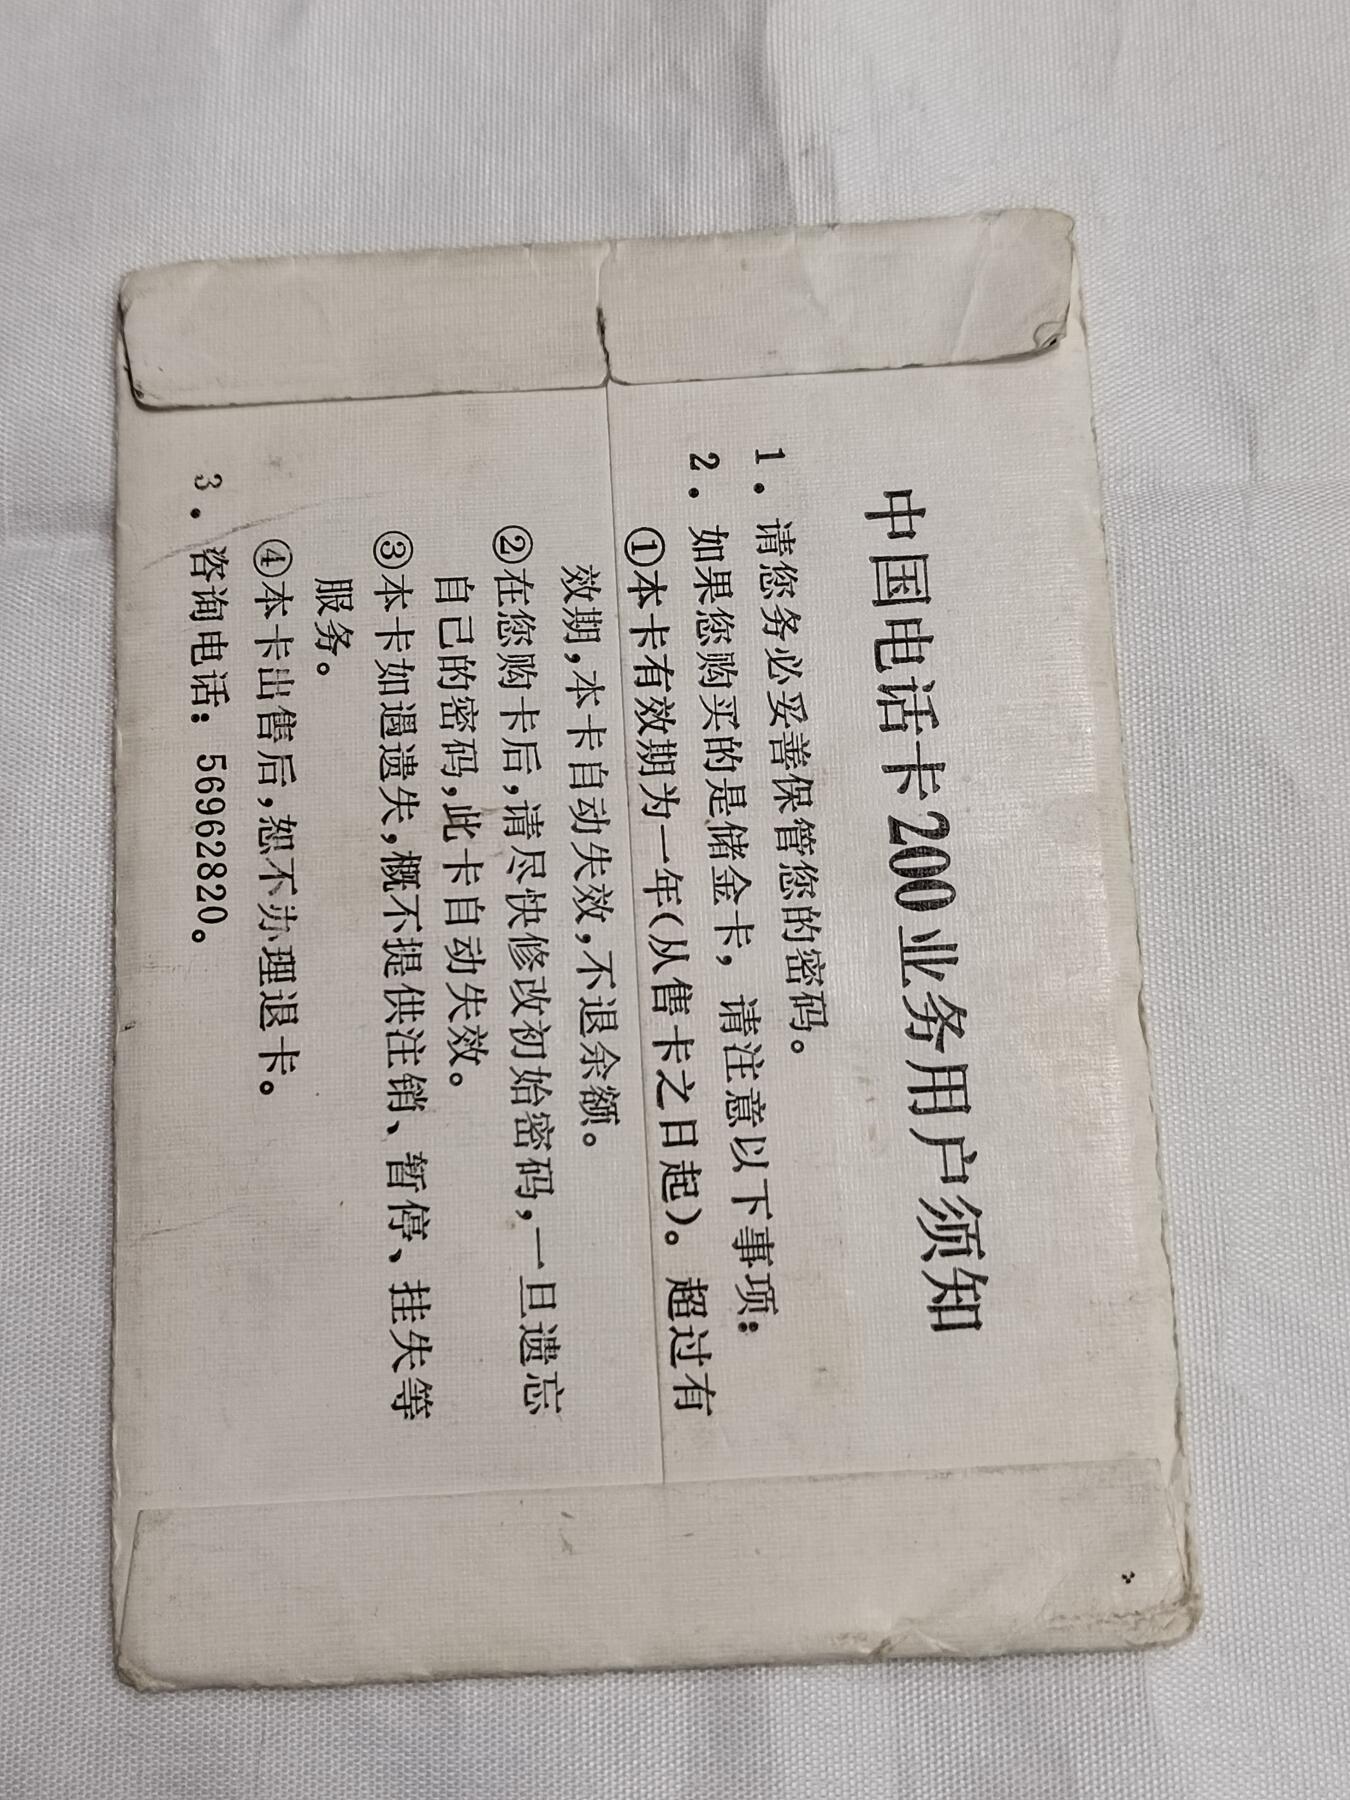 中国电话卡200业务用户须知
1. 请您务必妥善保管您的密码。
2. 如果您购买的是储金卡，请注意以下事项:
①本卡有效期为一年(从售卡之日起)。超过有
效期,本卡自动失效,不退余额。
②在您购卡后,请尽快修改初始密码,一旦遗忘
自己的密码,此卡自动失效。
③本卡如遇遗失,概不提供注销、暂停、挂失等
服务。
④本卡出售后,恕不办理退卡。
3. 咨询电话: 56962820。